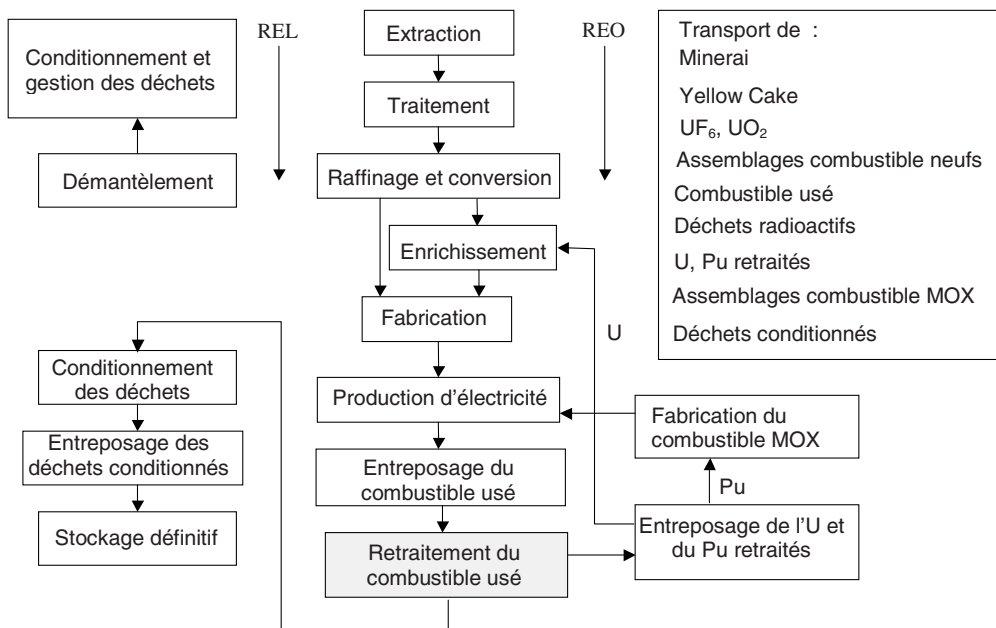 Conditionnement et
gestion des déchets
Démantèlement
REL
Extraction
Traitement
Raffinage et conversion
Enrichissement
Fabrication
Production d'électricité
Entreposage du
combustible usé
Retraitement du
combustible usé
REO
Transport de :
Minerai
Yellow Cake
UF₆, UO₂
Assemblages combustible neufs
Combustible usé
Déchets radioactifs
U, Pu retraités
Assemblages combustible MOX
Déchets conditionnés
U
Fabrication du
combustible MOX
Pu
Entreposage de l'U et
du Pu retraités
Conditionnement
des déchets
Entreposage des
déchets conditionnés
Stockage définitif